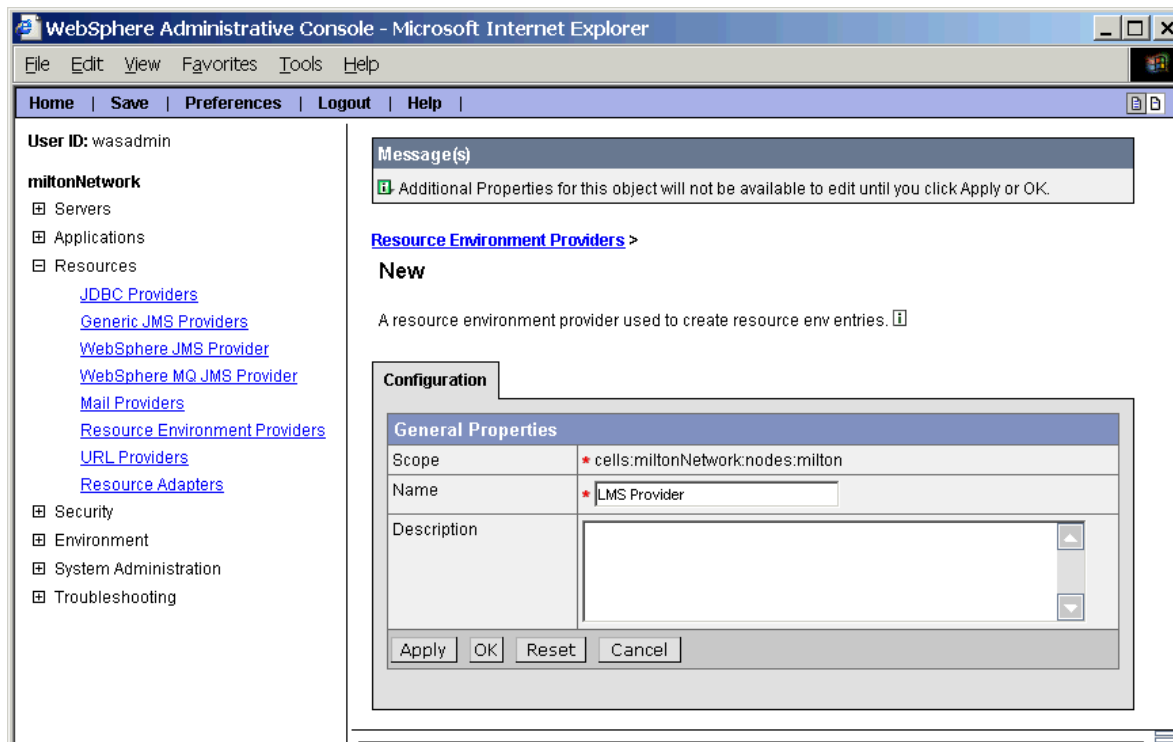 WebSphere Administrative Console - Microsoft Internet Explorer
File Edit View Favorites Tools Help
Home | Save | Preferences | Logout | Help |
User ID: wasadmin
miltonNetwork
Servers
Applications
Resources
JDBC Providers
Generic JMS Providers
WebSphere JMS Provider
WebSphere MQ JMS Provider
Mail Providers
Resource Environment Providers
URL Providers
Resource Adapters
Security
Environment
System Administration
Troubleshooting
Message(s)
Additional Properties for this object will not be available to edit until you click Apply or OK.
Resource Environment Providers >
New
A resource environment provider used to create resource env entries. i
Configuration
General Properties
Scope * cells:miltonNetwork:nodes:milton
Name * LMS Provider
Description
Apply OK Reset Cancel